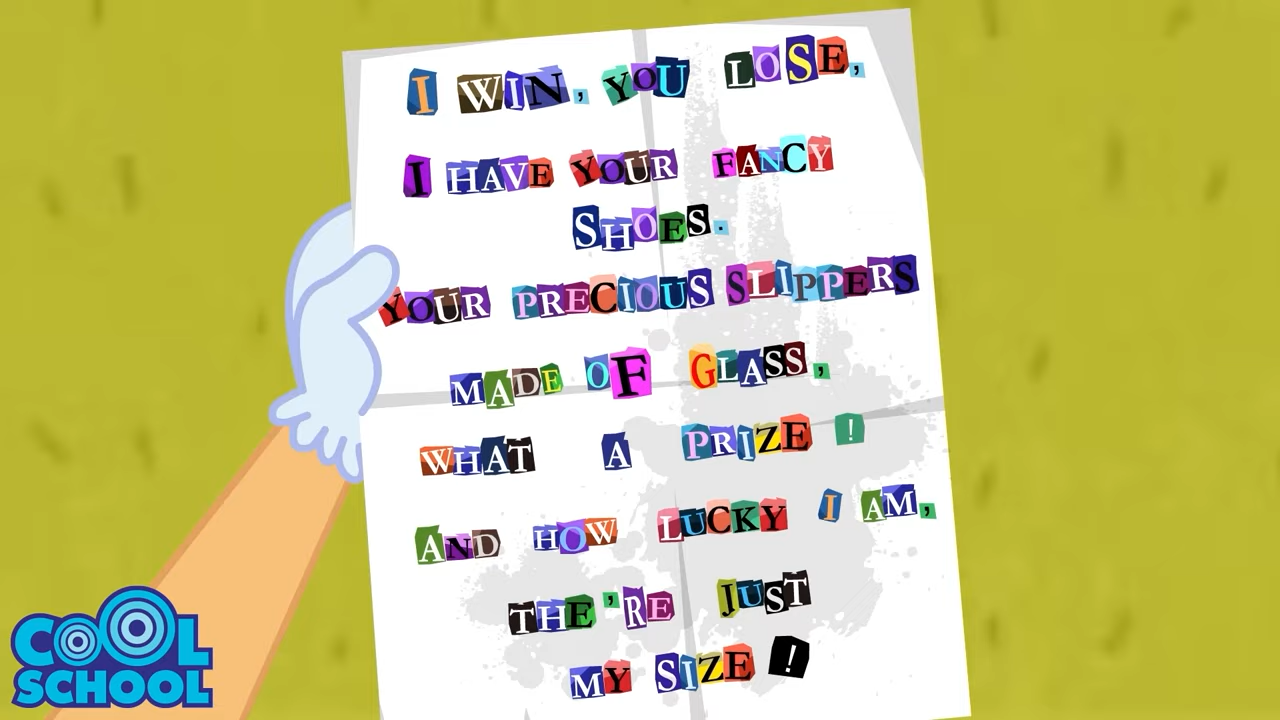 I WIN, YOU LOSE,
I HAVE YOUR FANCY
SHOES.
YOUR PRECIOUS SLIPPERS
MADE OF GLASS,
WHAT A PRIZE !
AND HOW LUCKY I AM,
THE'RE JUST
MY SIZE !
COOL
SCHOOL